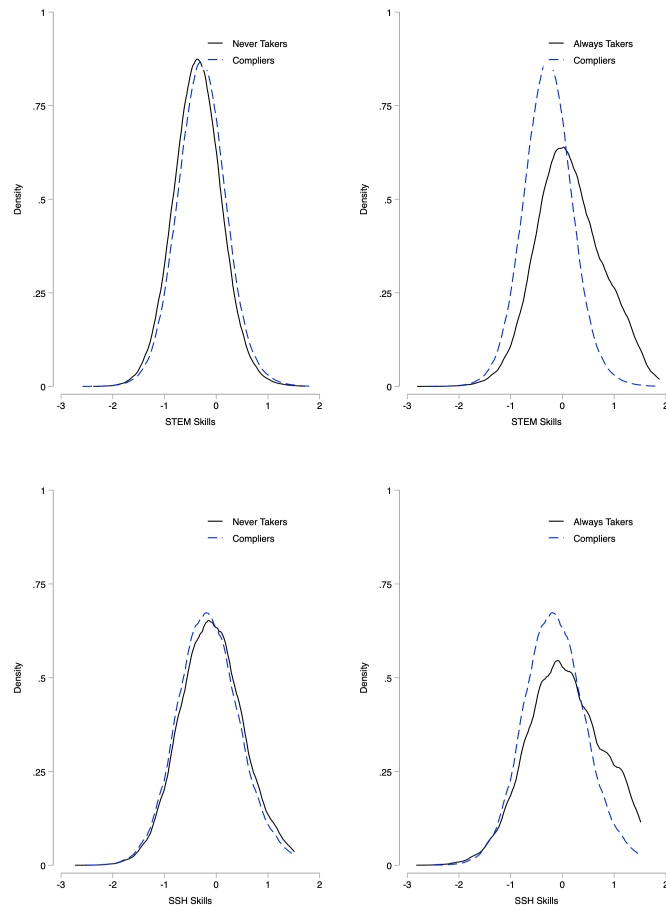 1
.75
.5
.25
0
Density
-3 -2 -1 0 1 2
STEM Skills
Never Takers
Compliers
1
.75
.5
.25
0
Density
-3 -2 -1 0 1 2
STEM Skills
Always Takers
Compliers
1
.75
.5
.25
0
Density
-3 -2 -1 0 1 2
SSH Skills
Never Takers
Compliers
1
.75
.5
.25
0
Density
-3 -2 -1 0 1 2
SSH Skills
Always Takers
Compliers